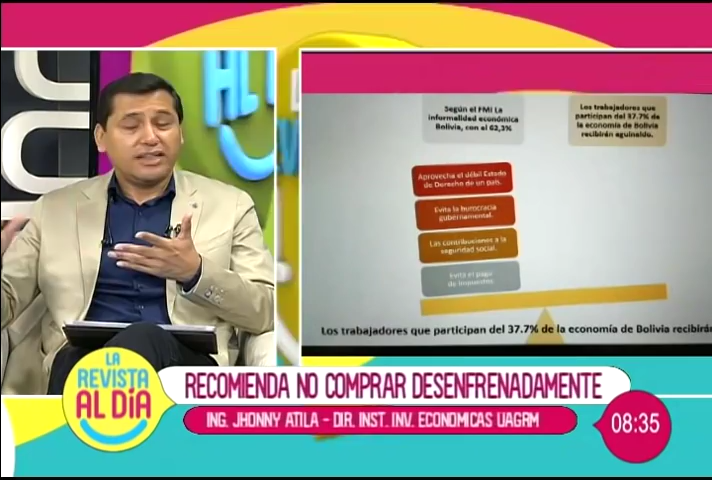 AL
Según el FMI La
informalidad económica
Bolivia, con el 62,3%
Los trabajadores que
participan del 37.7% de
la economía de Bolivia
recibirán aguinaldo.
Aprovecha el débil Estado
de Derecho de un país.
Evita la burocracia
gubernamental.
Las contribuciones a la
seguridad social.
Evita el pago
de impuestos.
Los trabajadores que participan del 37.7% de la economía de Bolivia recibirán
LA
REVISTA
AL DÍA
RECOMIENDA NO COMPRAR DESENFRENADAMENTE
ING. JHONNY ATILA - DIR. INST. INV. ECONOMICAS UAGRM
08:35